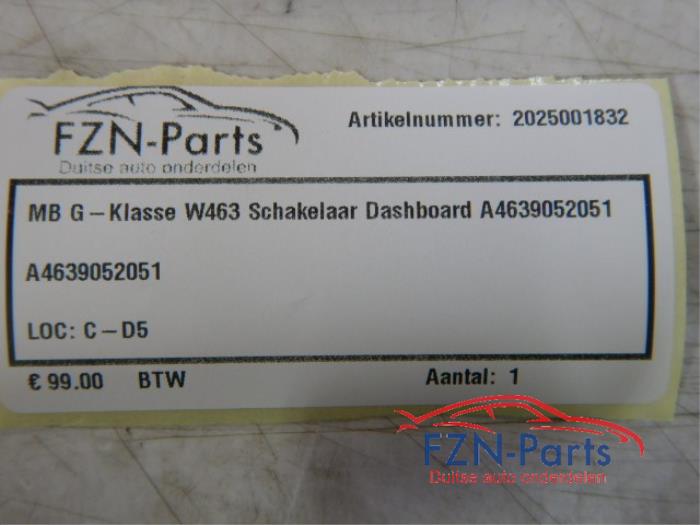 FZN-Parts
Duitse auto onderdelen
Artikelnummer: 2025001832
MB G-Klasse W463 Schakelaar Dashboard A4639052051
A4639052051
LOC: C-D5
€ 99.00 BTW
Aantal: 1
FZN-Parts
Duitse auto onderdelen